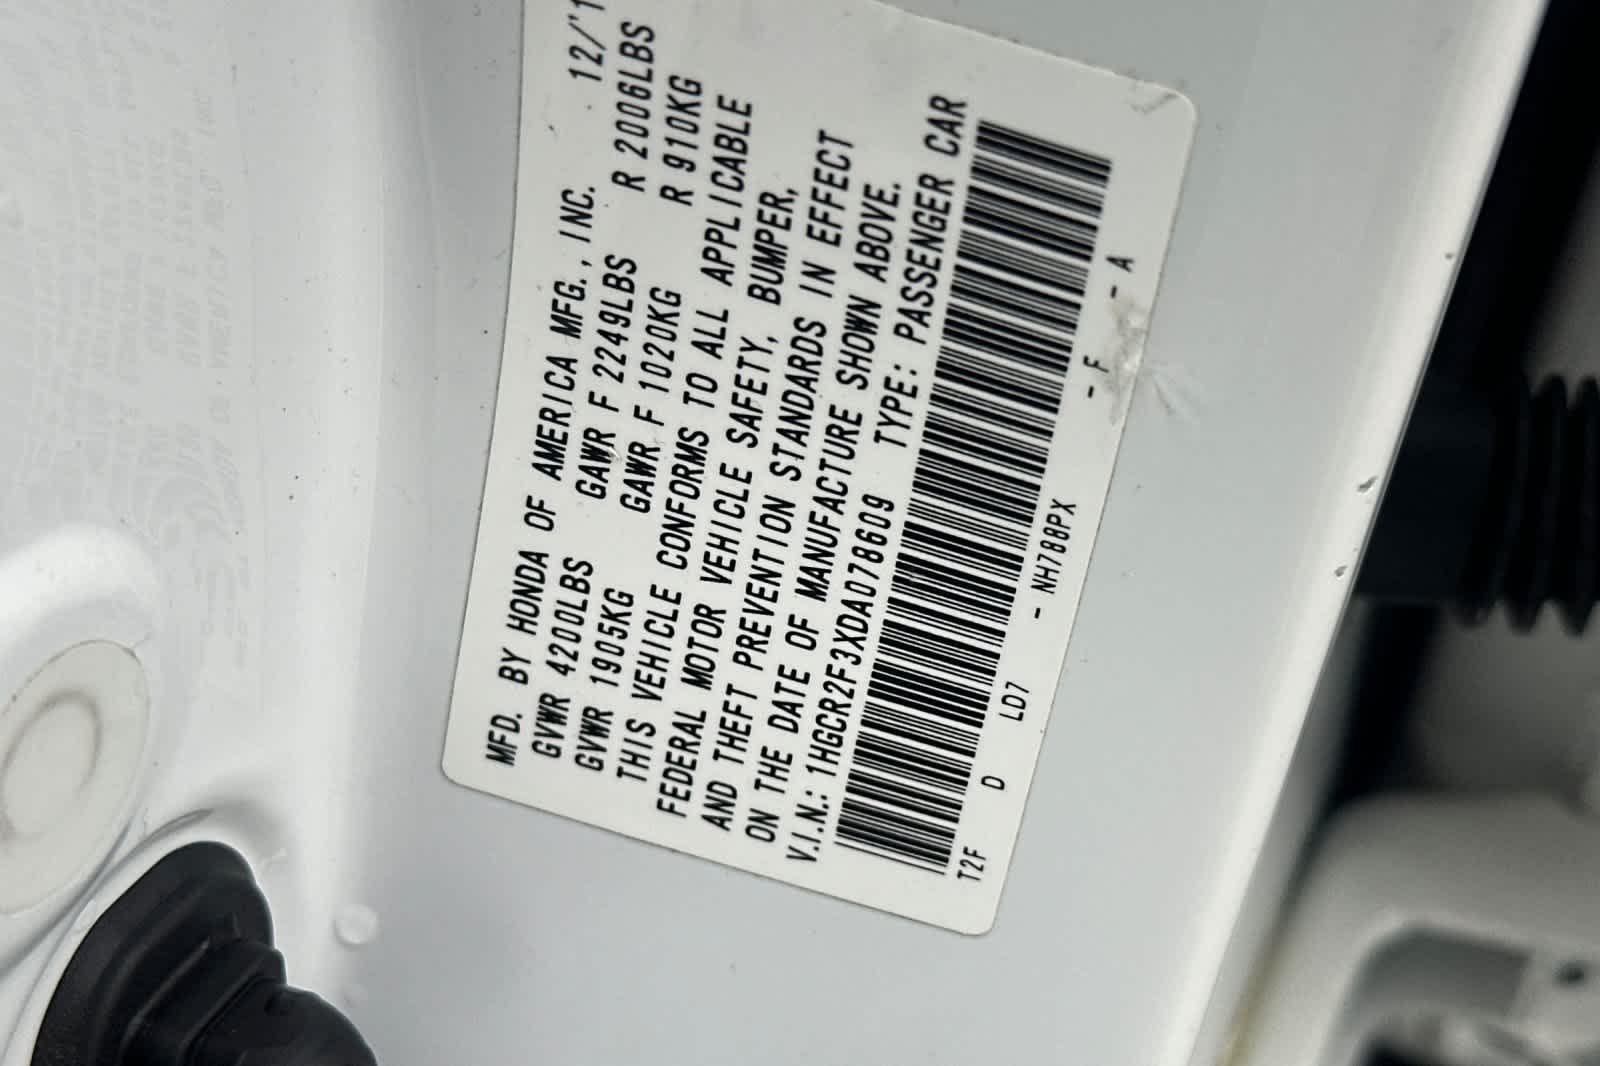 MFD. BY HONDA OF AMERICA MFG., INC. 12/'1
GVWR 4200LBS GAWR F 2249LBS R 2006LBS
GVWR 1905KG GAWR F 1020KG R 910KG
THIS VEHICLE CONFORMS TO ALL APPLICABLE
FEDERAL MOTOR VEHICLE SAFETY, BUMPER,
AND THEFT PREVENTION STANDARDS IN EFFECT
ON THE DATE OF MANUFACTURE SHOWN ABOVE.
V.I.N.: 1HGCR2F3XDA078609 TYPE: PASSENGER CAR
T2F D LD7 - NH788PX - F - A